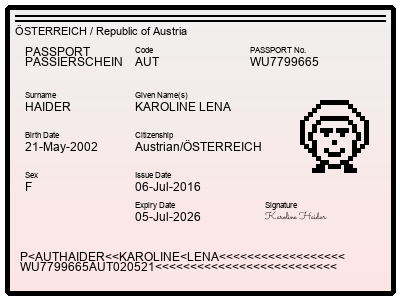 ÖSTERREICH / Republic of Austria
PASSPORT
PASSIERSCHEIN
Code
AUT
PASSPORT No.
WU7799665
Surname
HAIDER
Given Name(s)
KAROLINE LENA
Birth Date
21-May-2002
Citizenship
Austrian/ÖSTERREICH
Sex
F
Issue Date
06-Jul-2016
Expiry Date
05-Jul-2026
Signature
Karoline Haider
P<AUTHAIDER<<KAROLINE<LENA<<<<<<<<<<<<<<<<<<
WU7799665AUT020521<<<<<<<<<<<<<<<<<<<<<<<<<<